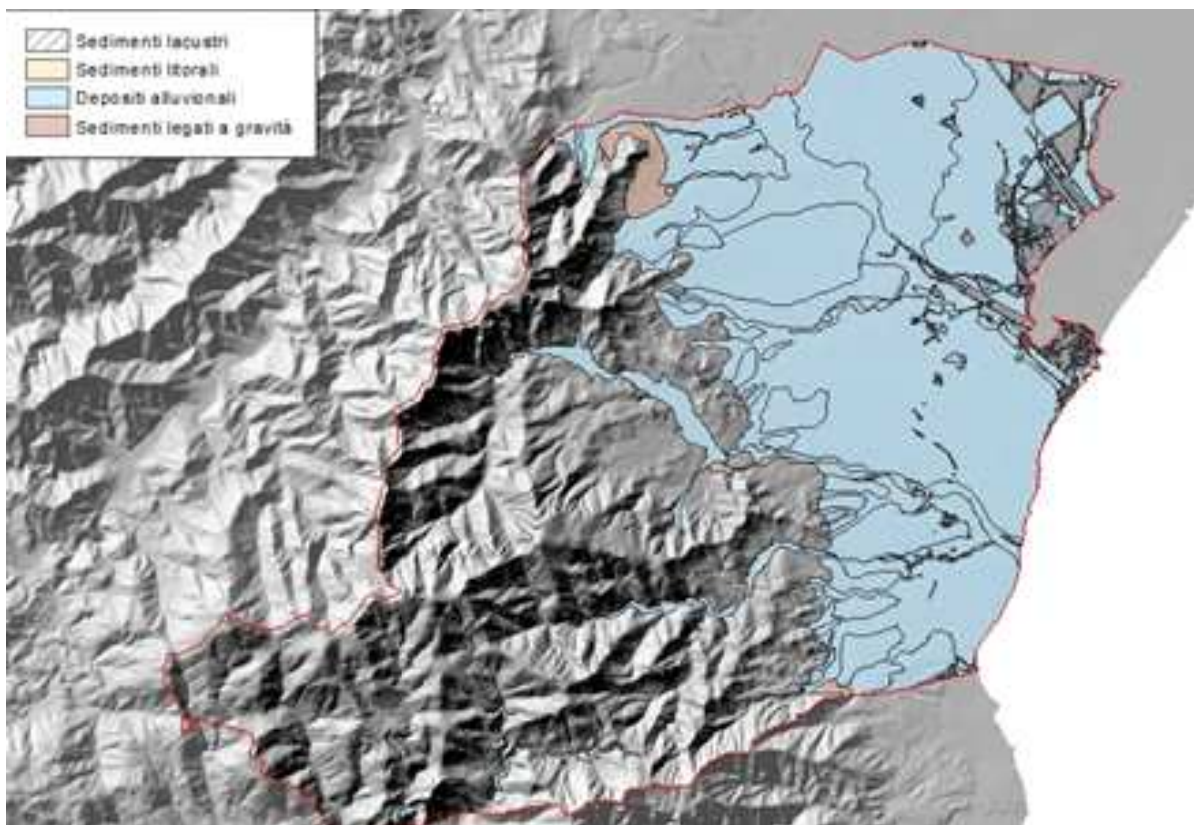 Sedimenti lacustri
Sedimenti litorali
Depositi alluvionali
Sedimenti legati a gravità